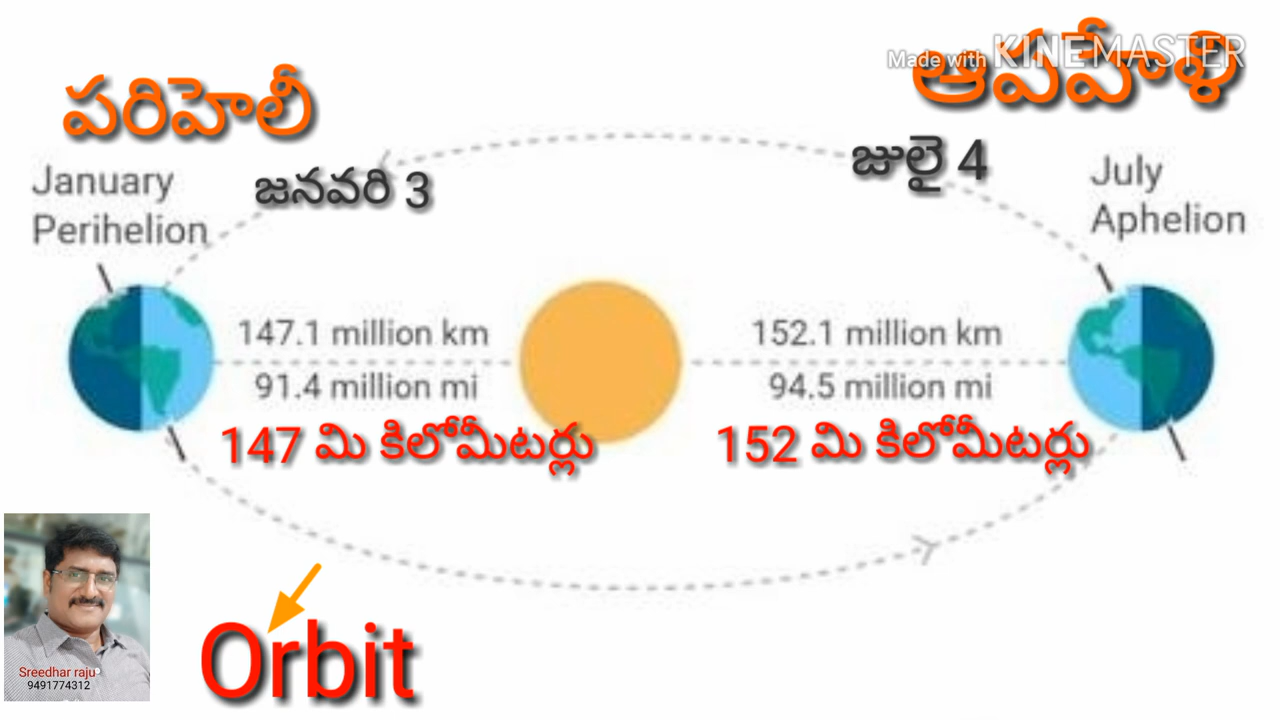 Made with KINEMASTER
పరిహెలీ
ఆపహేళి
January
Perihelion
జనవరి 3
జులై 4
July
Aphelion
147.1 million km
91.4 million mi
152.1 million km
94.5 million mi
147 మి కిలోమీటర్లు
152 మి కిలోమీటర్లు
Orbit
Sreedhar raju
9491774312